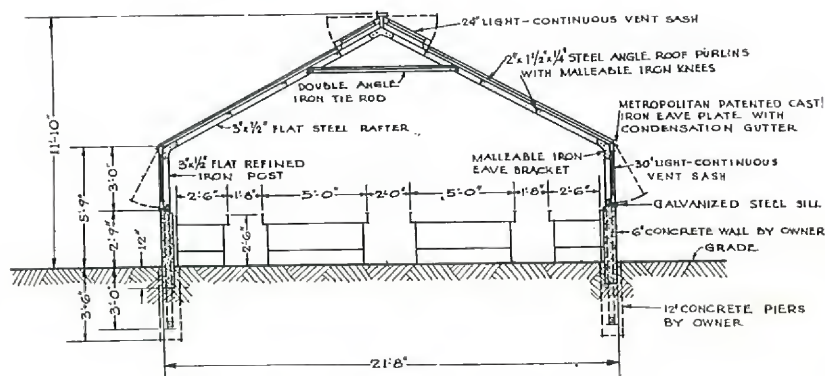 24" LIGHT-CONTINUOUS VENT SASH
2"x 1½"x ¼" STEEL ANGLE ROOF PURLINS
WITH MALLEABLE IRON KNEES
DOUBLE ANGLE
IRON TIE ROD
METROPOLITAN PATENTED CAST
IRON EAVE PLATE WITH
CONDENSATION GUTTER
3"x½" FLAT STEEL RAFTER
11'-10"
3"x½" FLAT REFINED
IRON POST
MALLEABLE IRON
EAVE BRACKET
30" LIGHT-CONTINUOUS
VENT SASH
5'-9"
3'-0"
2'-6" 1'-8" 5'-0" 2'-0" 5'-0" 1'-8" 2'-6"
GALVANIZED STEEL SILL
2'-9"
2'-6"
6" CONCRETE WALL BY OWNER
12"
GRADE
3'-6"
3'-0"
12" CONCRETE PIERS
BY OWNER
21'-8"